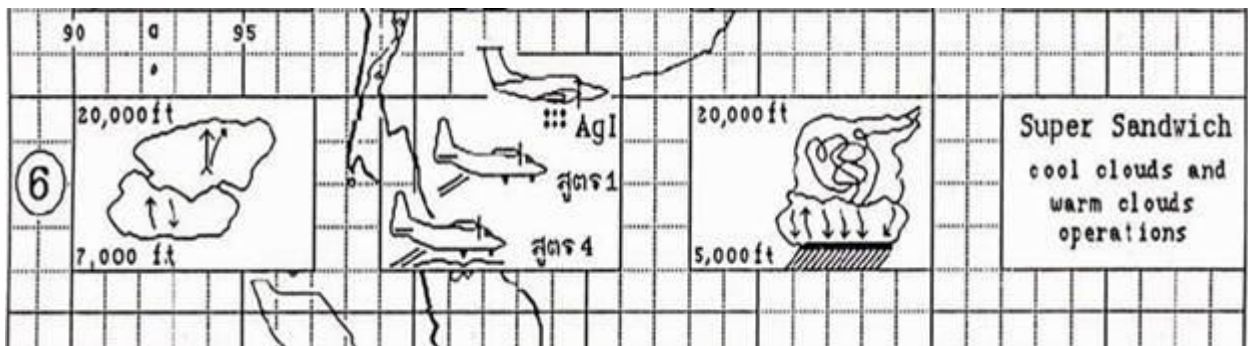 90 95
20,000ft
7,000 ft
6
AgI
สูตร1
สูตร 4
20,000ft
5,000ft
Super Sandwich
cool clouds and
warm clouds
operations